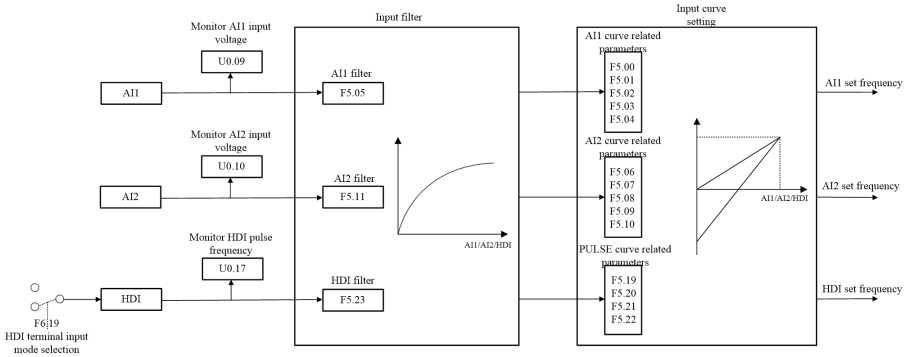 Input filter
Input curve
setting
Monitor AI1 input
voltage
U0.09
AI1
AI1 filter
F5.05
AI1 curve related
parameters
F5.00
F5.01
F5.02
F5.03
F5.04
AI1 set frequency
Monitor AI2 input
voltage
U0.10
AI2
AI2 filter
F5.11
AI1/AI2/HDI
AI2 curve related
parameters
F5.06
F5.07
F5.08
F5.09
F5.10
AI1/AI2/HDI
AI2 set frequency
Monitor HDI pulse
frequency
U0.17
HDI
HDI filter
F5.23
PULSE curve related
parameters
F5.19
F5.20
F5.21
F5.22
HDI set frequency
F6.19
HDI terminal input
mode selection